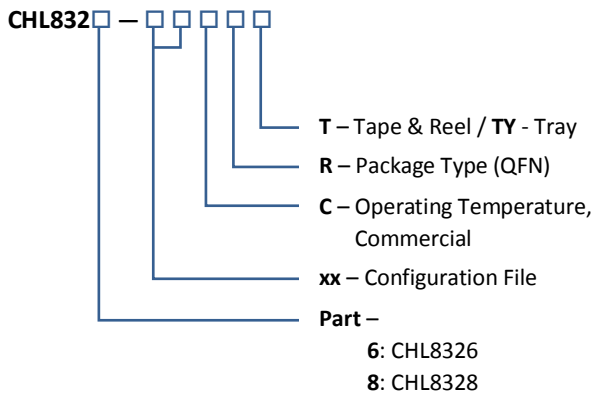 CHL832 –
T – Tape & Reel / TY - Tray
R – Package Type (QFN)
C – Operating Temperature,
Commercial
xx – Configuration File
Part –
6: CHL8326
8: CHL8328